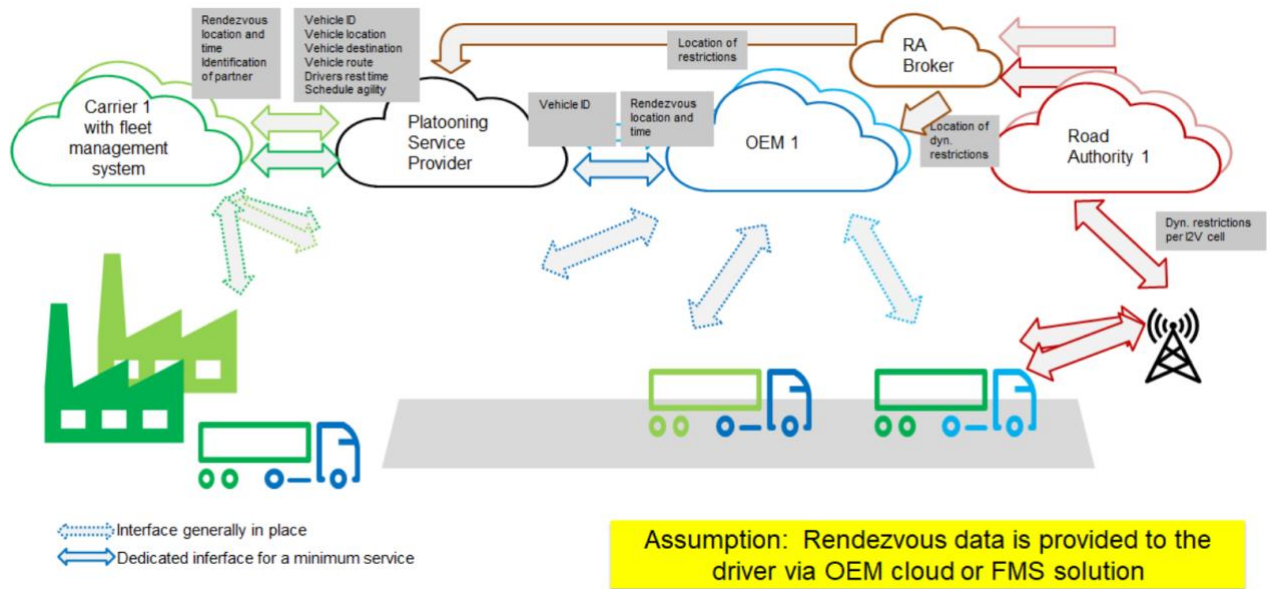 Rendezvous
location and
time
Identification
of partner
Vehicle ID
Vehicle location
Vehicle destination
Vehicle route
Drivers rest time
Schedule agility
Location of
restrictions
RA
Broker
Carrier 1
with fleet
management
system
Platooning
Service
Provider
Vehicle ID
Rendezvous
location and
time
OEM 1
Location of
dyn.
restrictions
Road
Authority 1
Dyn. restrictions
per I2V cell
Interface generally in place
Dedicated inferface for a minimum service
Assumption: Rendezvous data is provided to the
driver via OEM cloud or FMS solution